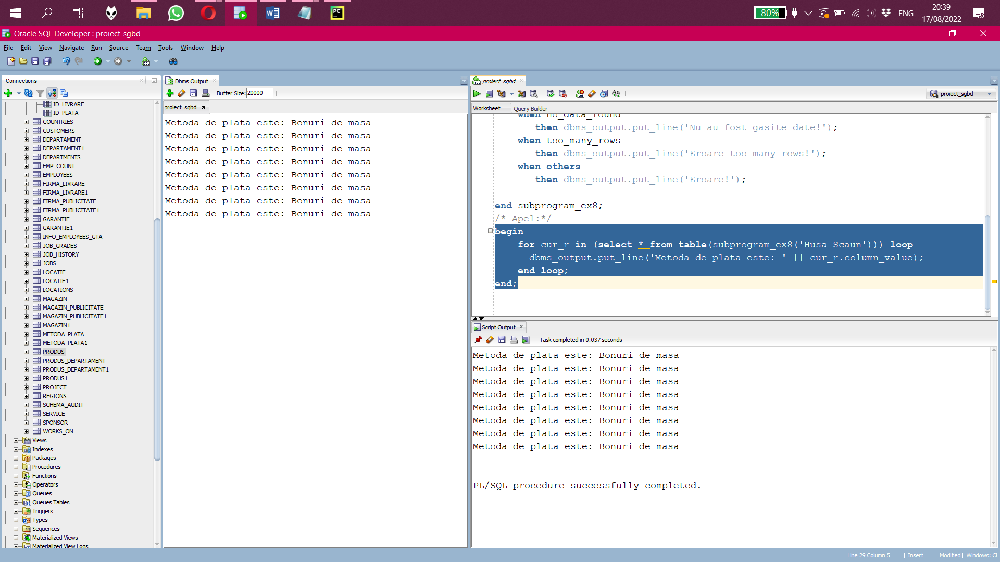 80%
ENG
20:39
17/08/2022
Oracle SQL Developer : proiect_sgbd
File Edit View Navigate Run Source Team Tools Window Help
Connections
ID_LIVRARE
ID_PLATA
COUNTRIES
CUSTOMERS
DEPARTAMENT
DEPARTAMENT1
DEPARTMENTS
EMP_COUNT
EMPLOYEES
FIRMA_LIVRARE
FIRMA_LIVRARE1
FIRMA_PUBLICITATE
FIRMA_PUBLICITATE1
GARANTIE
GARANTIE1
INFO_EMPLOYEES_GTA
JOB_GRADES
JOB_HISTORY
JOBS
LOCATIE
LOCATIE1
LOCATIONS
MAGAZIN
MAGAZIN_PUBLICITATE
MAGAZIN_PUBLICITATE1
MAGAZIN1
METODA_PLATA
METODA_PLATA1
PRODUS
PRODUS_DEPARTAMENT
PRODUS_DEPARTAMENT1
PRODUS1
PROJECT
REGIONS
SCHEMA_AUDIT
SERVICE
SPONSOR
WORKS_ON
Views
Indexes
Packages
Procedures
Functions
Operators
Queues
Queues Tables
Triggers
Types
Sequences
Materialized Views
Materialized View Logs
Dbms Output
Buffer Size: 20000
proiect_sgbd
Metoda de plata este: Bonuri de masa
Metoda de plata este: Bonuri de masa
Metoda de plata este: Bonuri de masa
Metoda de plata este: Bonuri de masa
Metoda de plata este: Bonuri de masa
Metoda de plata este: Bonuri de masa
Metoda de plata este: Bonuri de masa
Metoda de plata este: Bonuri de masa
proiect_sgbd
proiect_sgbd
Worksheet Query Builder
when no_data_found
then dbms_output.put_line('Nu au fost gasite date!');
when too_many_rows
then dbms_output.put_line('Eroare too many rows!');
when others
then dbms_output.put_line('Eroare!');
end subprogram_ex8;
/* Apel:*/
begin
for cur_r in (select * from table(subprogram_ex8('Husa Scaun'))) loop
dbms_output.put_line('Metoda de plata este: ' || cur_r.column_value);
end loop;
end;
Script Output
Task completed in 0.037 seconds
Metoda de plata este: Bonuri de masa
Metoda de plata este: Bonuri de masa
Metoda de plata este: Bonuri de masa
Metoda de plata este: Bonuri de masa
Metoda de plata este: Bonuri de masa
Metoda de plata este: Bonuri de masa
Metoda de plata este: Bonuri de masa
Metoda de plata este: Bonuri de masa
PL/SQL procedure successfully completed.
Line 29 Column 5 | Insert | Modified | Windows: CF